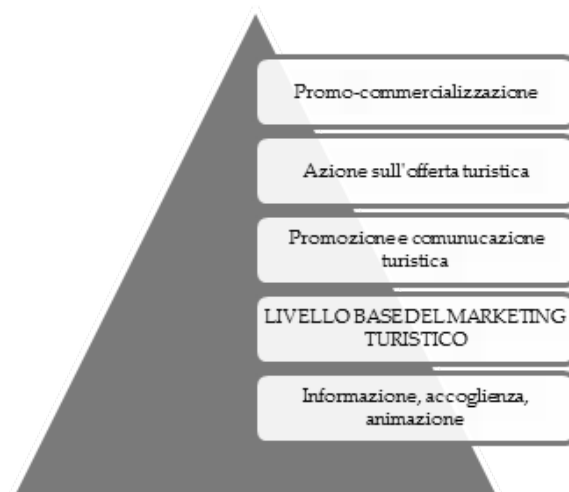 Promo-commercializzazione
Azione sull'offerta turistica
Promozione e comunucazione
turistica
LIVELLO BASE DEL MARKETING
TURISTICO
Informazione, accoglienza,
animazione